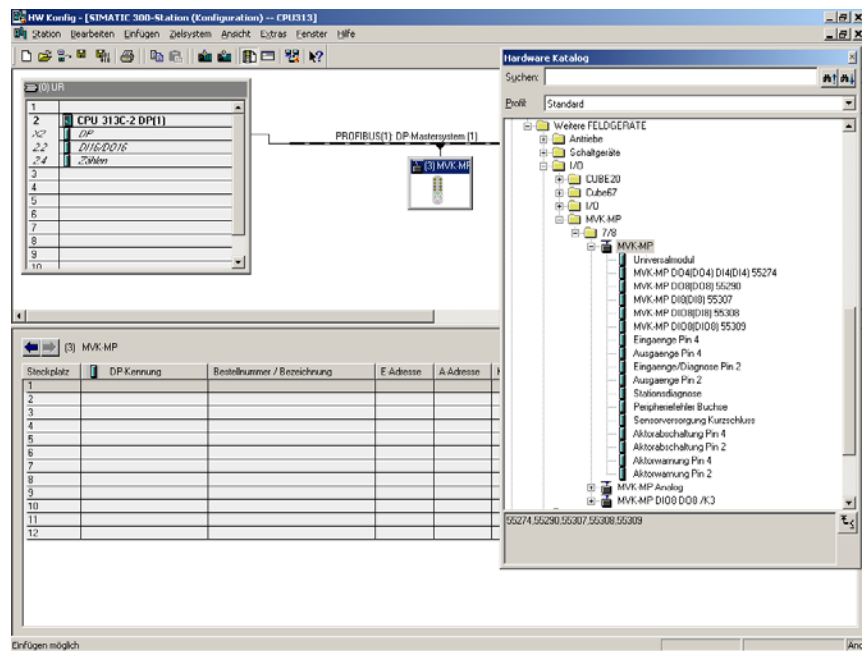 HW Konfig - [SIMATIC 300-Station (Konfiguration) -- CPU313]
Station Bearbeiten Einfügen Zielsystem Ansicht Extras Fenster Hilfe
(0) UR
1
2 CPU 313C-2 DP(1)
X2 DP
2.2 DI16/DO16
2.4 Zählen
3
4
5
6
7
8
9
10
PROFIBUS(1): DP-Mastersystem (1)
(3) MVK-MP
(3) MVK-MP
Steckplatz DP-Kennung Bestellnummer / Bezeichnung E-Adresse A-Adresse K
1
2
3
4
5
6
7
8
9
10
11
12
Hardware Katalog
Suchen:
Profil: Standard
Weitere FELDGERÄTE
Antriebe
Schaltgeräte
I/O
CUBE20
Cube67
I/O
MVK-MP
7/8
MVK-MP
Universalmodul
MVK-MP DO4(DO4) DI4(DI4) 55274
MVK-MP DO8(DO8) 55290
MVK-MP DI8(DI8) 55307
MVK-MP DIO8(DI8) 55308
MVK-MP DIO8(DIO8) 55309
Eingaenge Pin 4
Ausgaenge Pin 4
Eingaenge/Diagnose Pin 2
Ausgaenge Pin 2
Stationsdiagnose
Peripheriefehler Buchse
Sensorversorgung Kurzschluss
Aktorabschaltung Pin 4
Aktorabschaltung Pin 2
Aktorwarnung Pin 4
Aktorwarnung Pin 2
MVK-MP Analog
MVK-MP DIO8 DO8 /K3
55274,55290,55307,55308,55309
Einfügen möglich
Änd